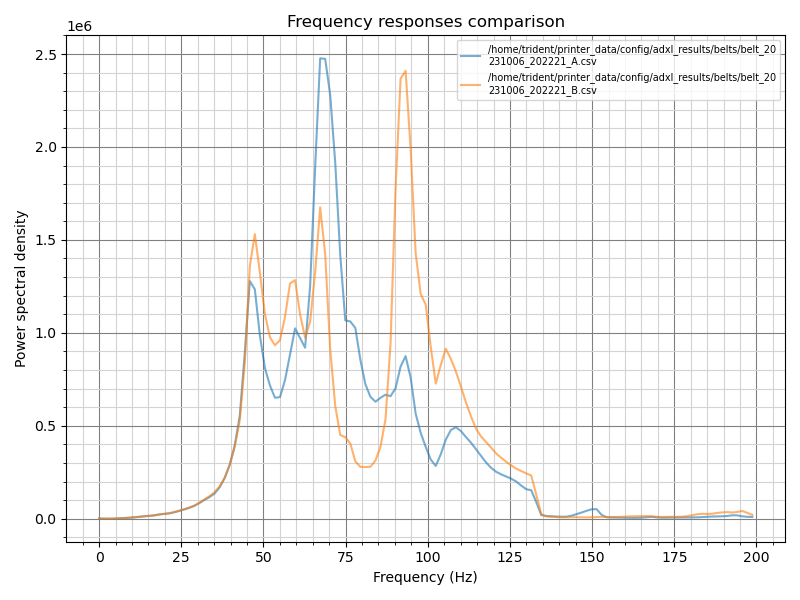 Frequency responses comparison
1e6
/home/trident/printer_data/config/adxl_results/belts/belt_20
231006_202221_A.csv
/home/trident/printer_data/config/adxl_results/belts/belt_20
231006_202221_B.csv
2.5
2.0
1.5
1.0
0.5
0.0
Power spectral density
0 25 50 75 100 125 150 175 200
Frequency (Hz)